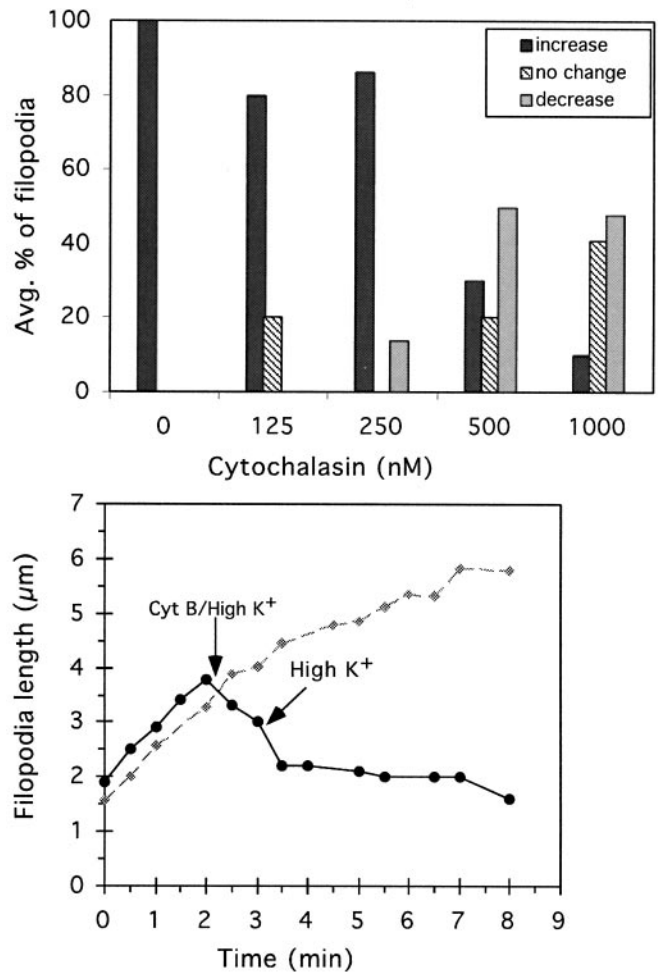 100
80
60
40
20
0
Avg. % of filopodia
increase
no change
decrease
0 125 250 500 1000
Cytochalasin (nM)
7
6
5
4
3
2
1
0
Filopodia length (µm)
Cyt B/High K⁺
High K⁺
0 1 2 3 4 5 6 7 8 9
Time (min)